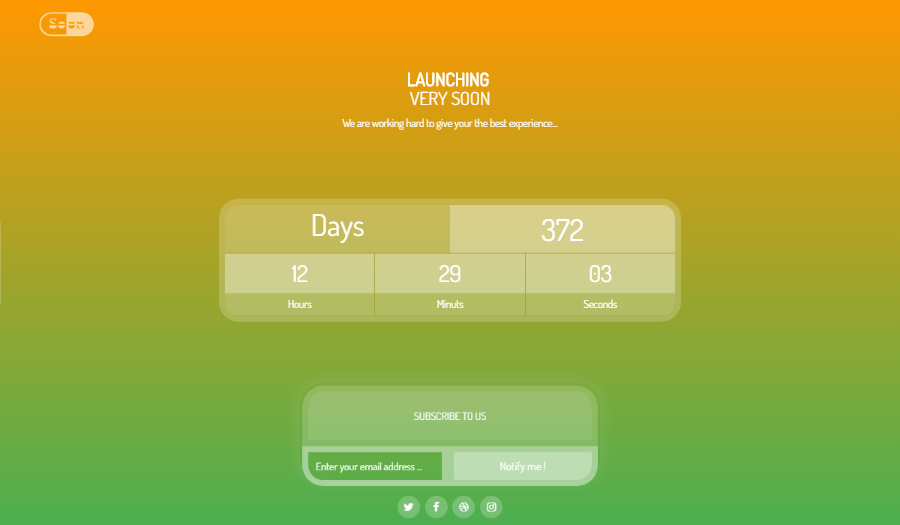 Soon
LAUNCHING
VERY SOON
We are working hard to give your the best experience...
Days 372
12 29 03
Hours Minuts Seconds
SUBSCRIBE TO US
Enter your email address ... Notify me !